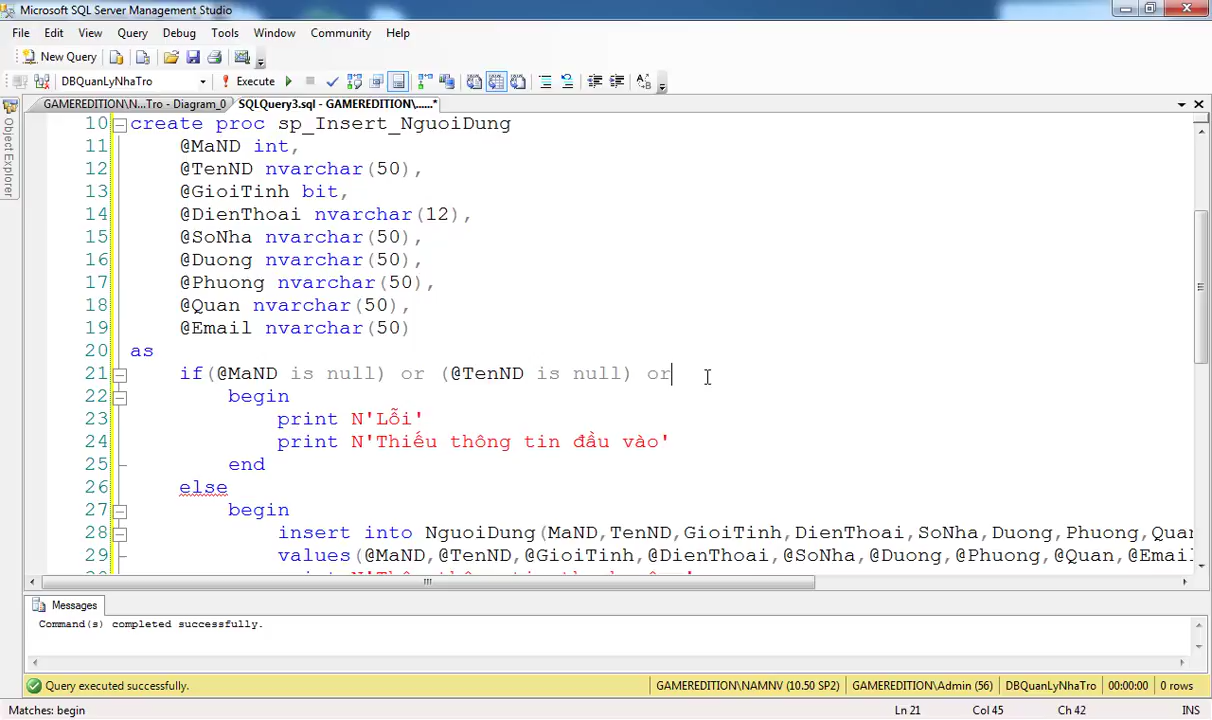 Microsoft SQL Server Management Studio
File Edit View Query Debug Tools Window Community Help
New Query
DBQuanLyNhaTro Execute
GAMEREDITION\N...Tro - Diagram_0 SQLQuery3.sql - GAMEREDITION\......*
Object Explorer
10 create proc sp_Insert_NguoiDung
11 @MaND int,
12 @TenND nvarchar(50),
13 @GioiTinh bit,
14 @DienThoai nvarchar(12),
15 @SoNha nvarchar(50),
16 @Duong nvarchar(50),
17 @Phuong nvarchar(50),
18 @Quan nvarchar(50),
19 @Email nvarchar(50)
20 as
21 if(@MaND is null) or (@TenND is null) or
22 begin
23 print N'Lỗi'
24 print N'Thiếu thông tin đầu vào'
25 end
26 else
27 begin
28 insert into NguoiDung(MaND,TenND,GioiTinh,DienThoai,SoNha,Duong,Phuong,Quan
29 values(@MaND,@TenND,@GioiTinh,@DienThoai,@SoNha,@Duong,@Phuong,@Quan,@Email
Messages
Command(s) completed successfully.
Query executed successfully. GAMEREDITION\NAMNV (10.50 SP2) GAMEREDITION\Admin (56) DBQuanLyNhaTro 00:00:00 0 rows
Matches: begin Ln 21 Col 45 Ch 42 INS